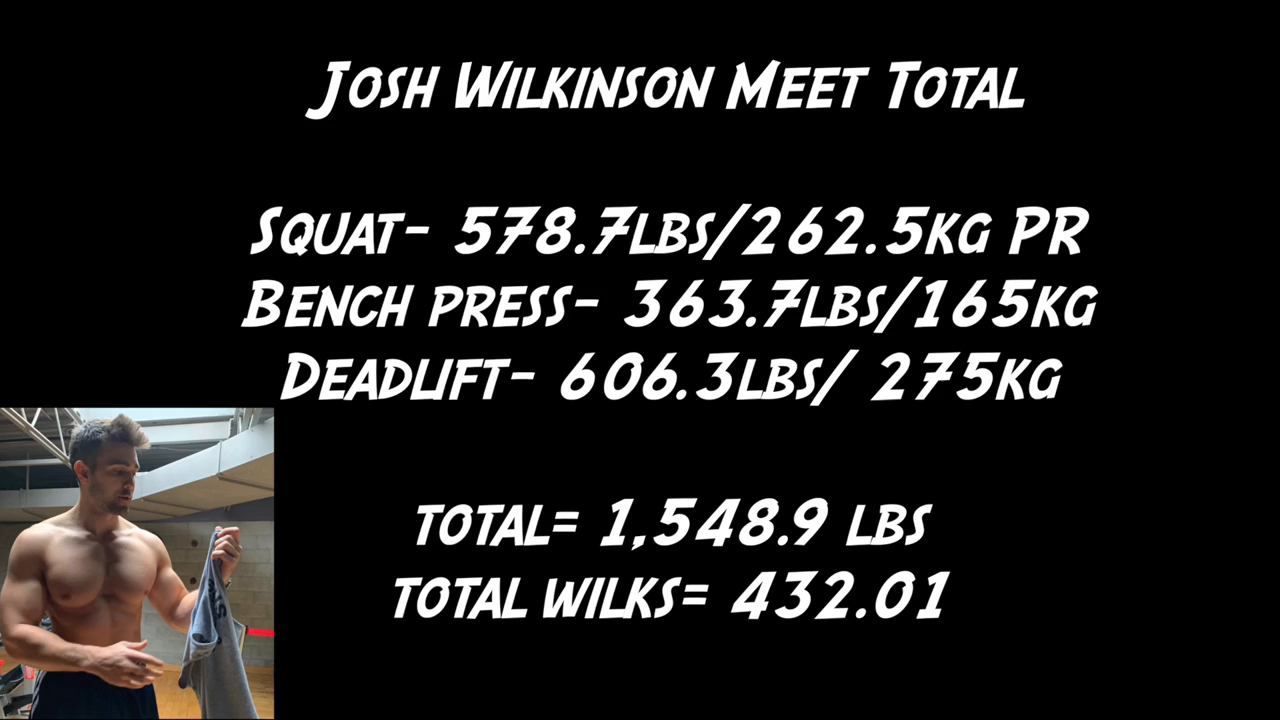 Josh Wilkinson Meet Total
Squat- 578.7lbs/262.5kg PR
Bench press- 363.7lbs/165kg
Deadlift- 606.3lbs/ 275kg
total= 1,548.9 lbs
total wilks= 432.01